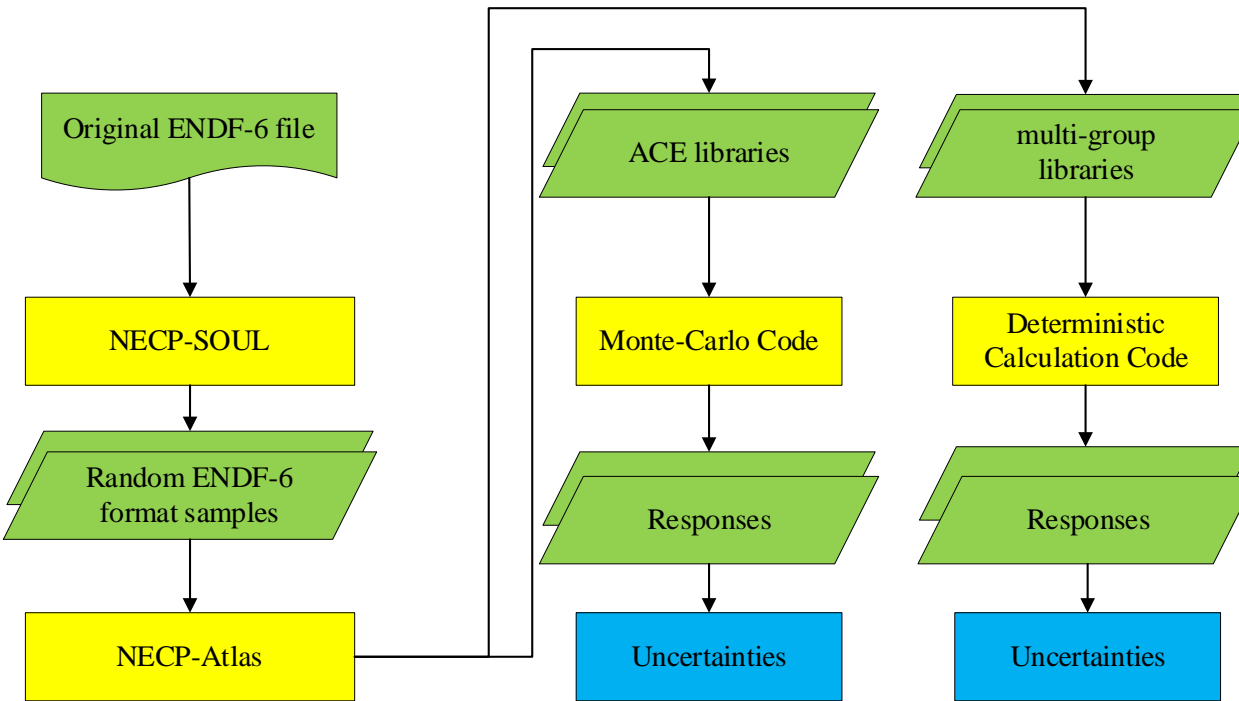 Original ENDF-6 file
NECP-SOUL
Random ENDF-6
format samples
NECP-Atlas
ACE libraries
Monte-Carlo Code
Responses
Uncertainties
multi-group
libraries
Deterministic
Calculation Code
Responses
Uncertainties